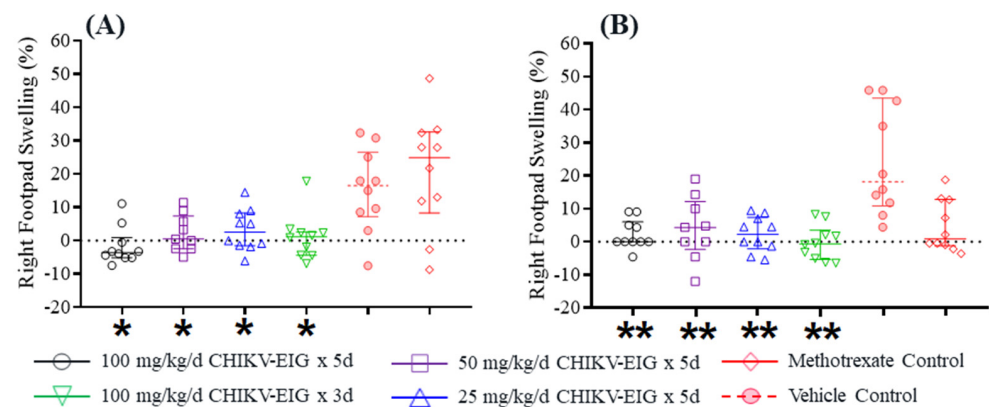 (A)
Right Footpad Swelling (%)
60
50
40
30
20
10
0
-10
-20
* * * *
(B)
Right Footpad Swelling (%)
60
50
40
30
20
10
0
-10
-20
** ** ** **
100 mg/kg/d CHIKV-EIG x 5d
50 mg/kg/d CHIKV-EIG x 5d
Methotrexate Control
100 mg/kg/d CHIKV-EIG x 3d
25 mg/kg/d CHIKV-EIG x 5d
Vehicle Control